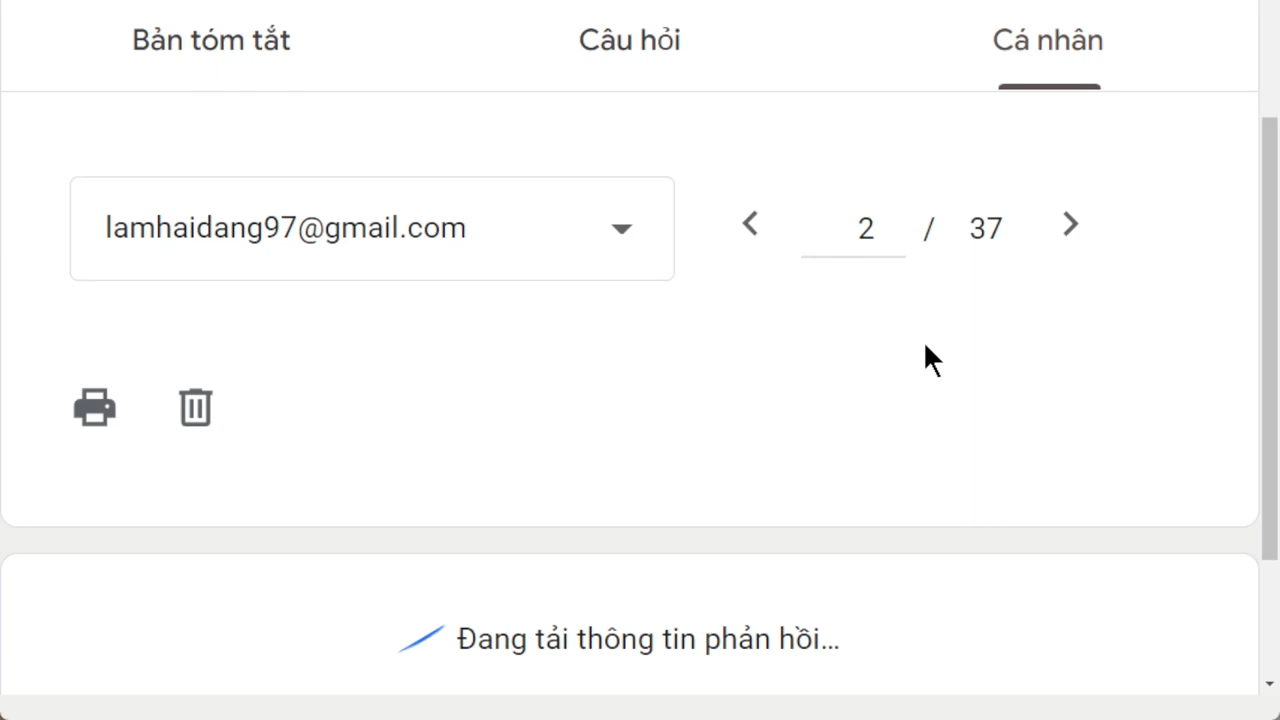 Bản tóm tắt
Câu hỏi
Cá nhân
lamhaidang97@gmail.com
2 / 37
Đang tải thông tin phản hồi...